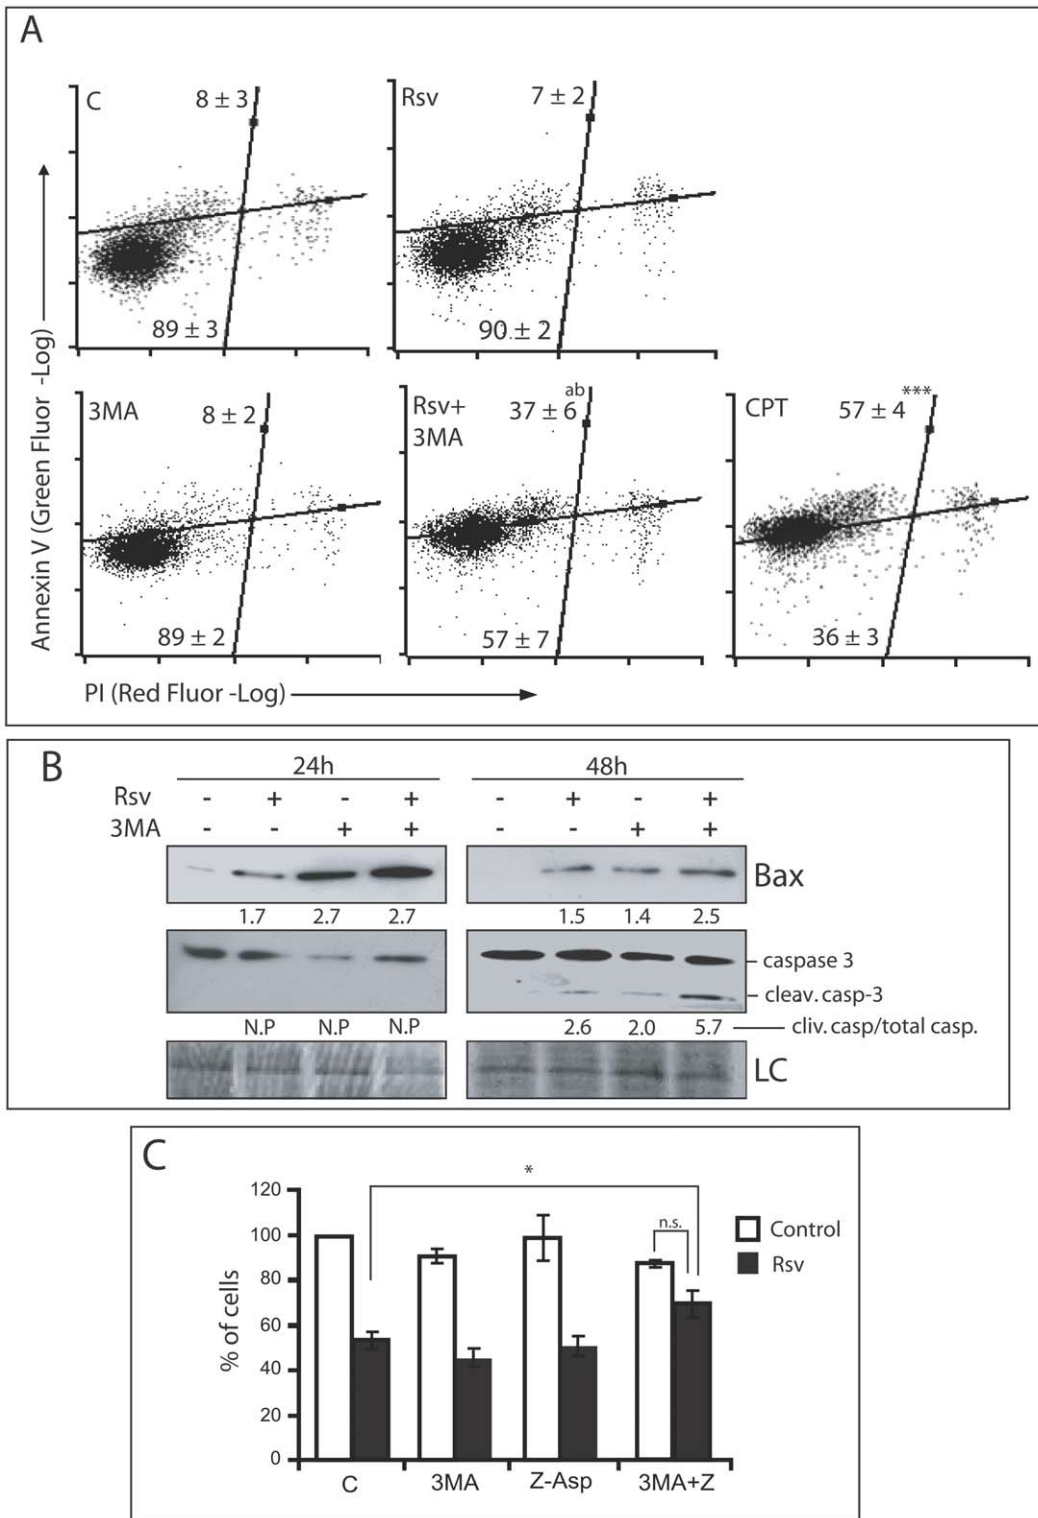 A
C
8 ± 3
89 ± 3
Rsv
7 ± 2
90 ± 2
3MA
8 ± 2
89 ± 2
Rsv+
3MA
ab
37 ± 6
57 ± 7
CPT
***
57 ± 4
36 ± 3
Annexin V (Green Fluor -Log)
PI (Red Fluor -Log)
B
24h 48h
Rsv - + - + - + - +
3MA - - + + - - + +
Bax
1.7 2.7 2.7 1.5 1.4 2.5
caspase 3
cleav. casp-3
N.P N.P N.P 2.6 2.0 5.7 cliv. casp/total casp.
LC
C
*
n.s.
Control
Rsv
% of cells
120
100
80
60
40
20
0
C 3MA Z-Asp 3MA+Z